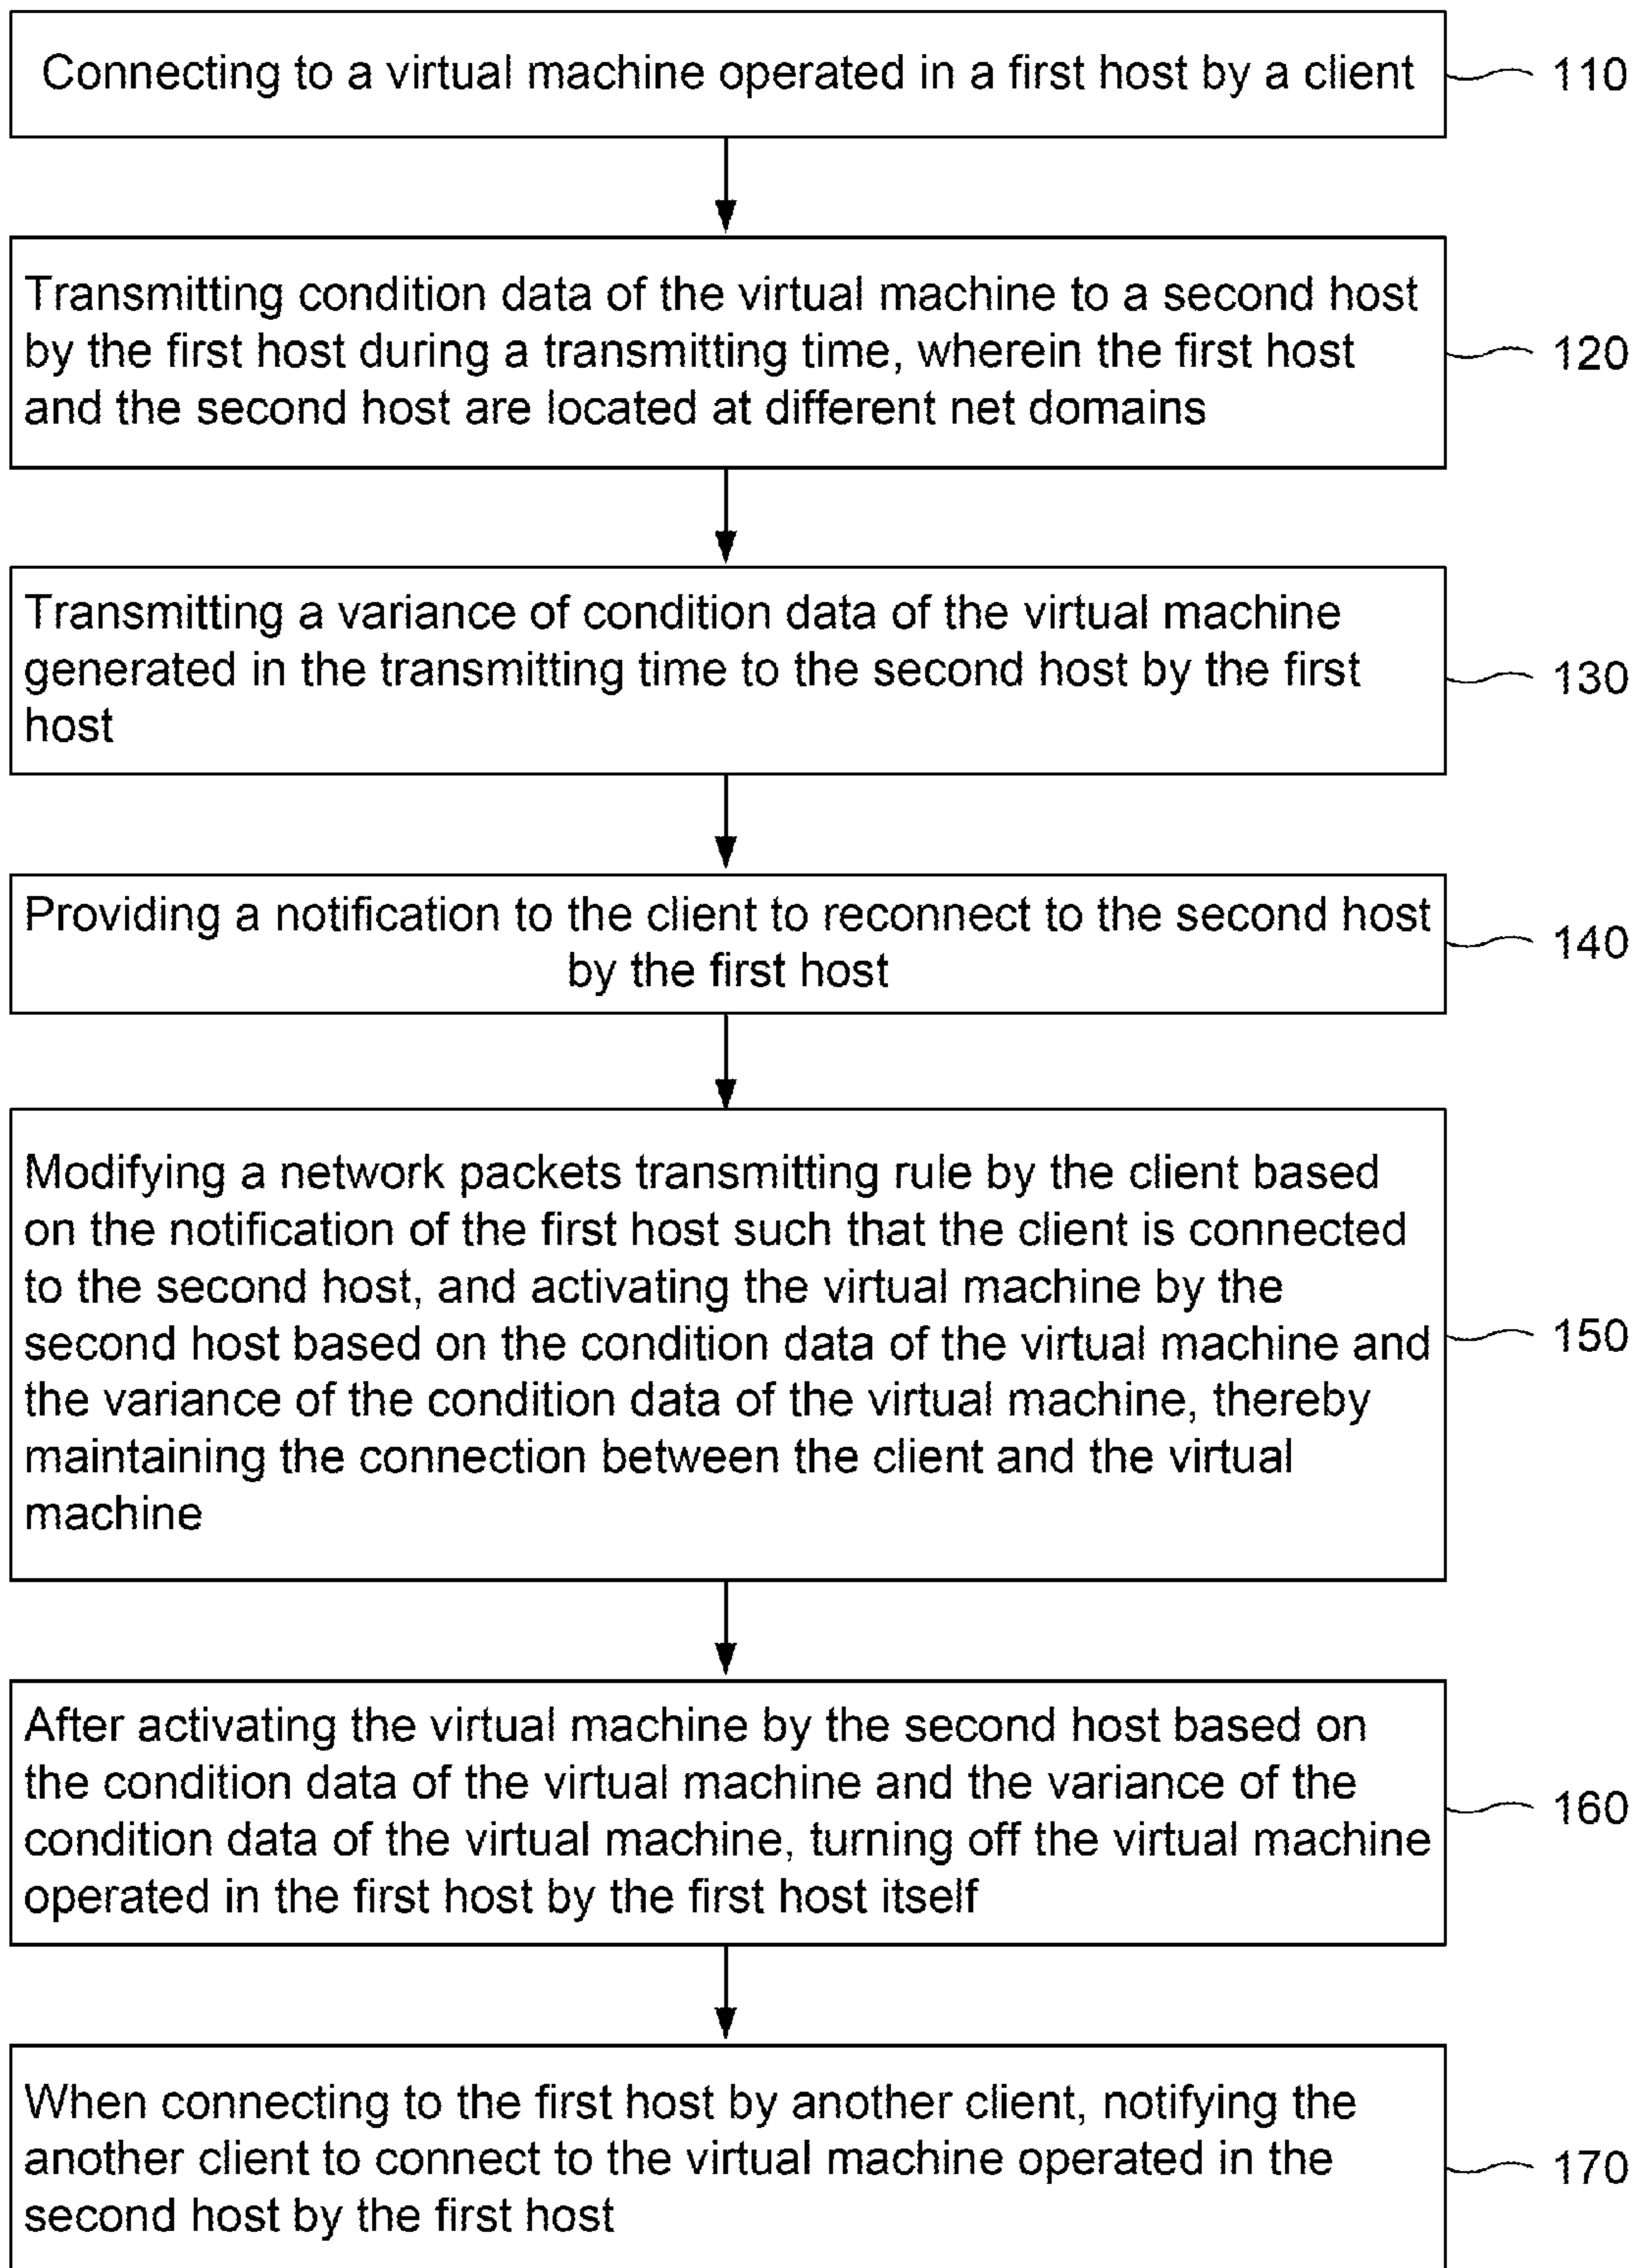 Connecting to a virtual machine operated in a first host by a client
110
Transmitting condition data of the virtual machine to a second host
by the first host during a transmitting time, wherein the first host
and the second host are located at different net domains
120
Transmitting a variance of condition data of the virtual machine
generated in the transmitting time to the second host by the first
host
130
Providing a notification to the client to reconnect to the second host
by the first host
140
Modifying a network packets transmitting rule by the client based
on the notification of the first host such that the client is connected
to the second host, and activating the virtual machine by the
second host based on the condition data of the virtual machine and
the variance of the condition data of the virtual machine, thereby
maintaining the connection between the client and the virtual
machine
150
After activating the virtual machine by the second host based on
the condition data of the virtual machine and the variance of the
condition data of the virtual machine, turning off the virtual machine
operated in the first host by the first host itself
160
When connecting to the first host by another client, notifying the
another client to connect to the virtual machine operated in the
second host by the first host
170